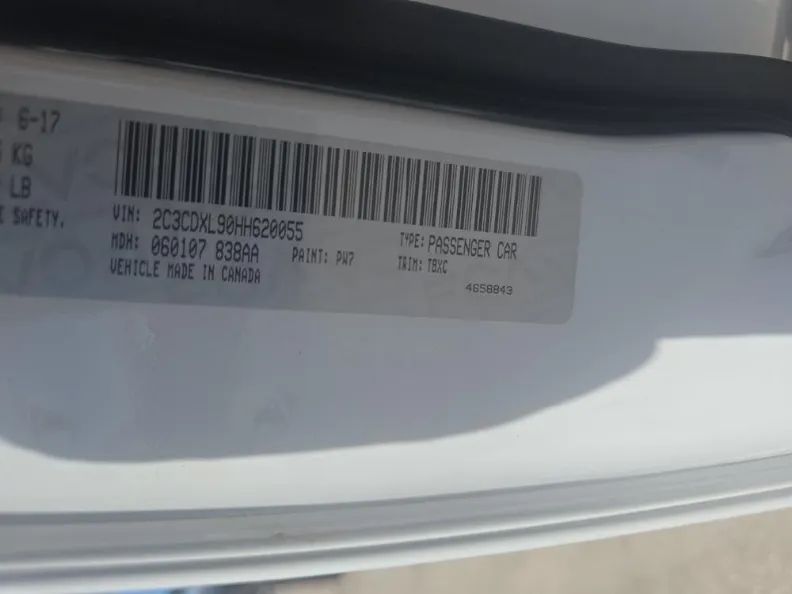 6-17
KG
LB
SAFETY.
VIN: 2C3CDXL90HH620055
TYPE: PASSENGER CAR
MDH: 060107 838AA
PAINT: PW7
TRIM: TBXC
VEHICLE MADE IN CANADA
4658843